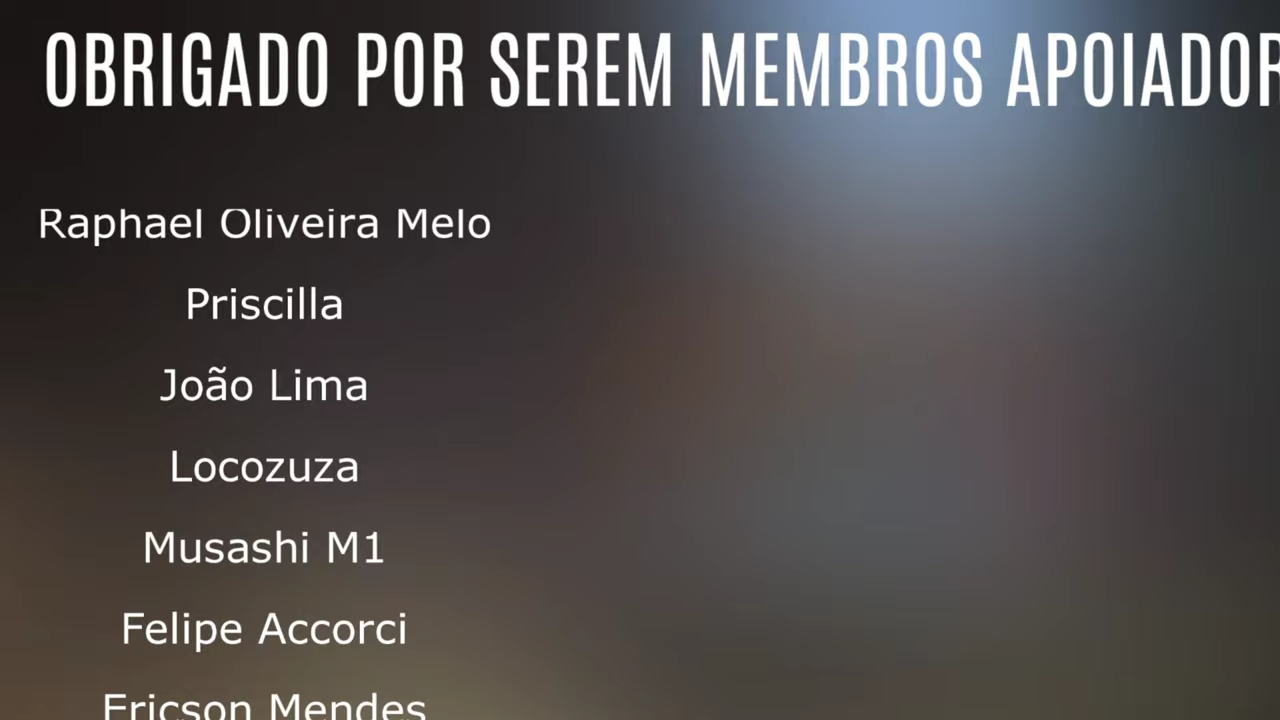 OBRIGADO POR SEREM MEMBROS APOIADOR
Raphael Oliveira Melo
Priscilla
João Lima
Locozuza
Musashi M1
Felipe Accorci
Ericson Mendes